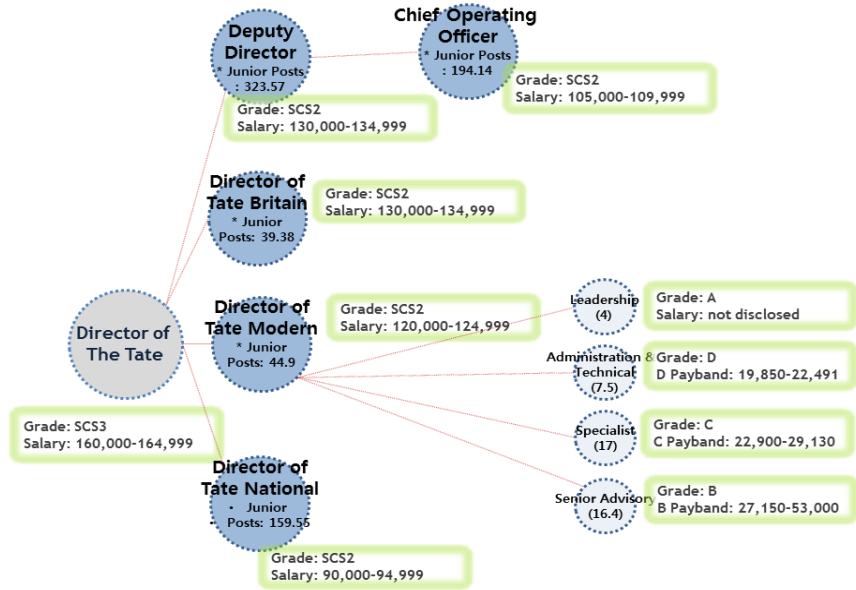 Deputy
Director
* Junior Posts
: 323.57
Grade: SCS2
Salary: 130,000-134,999
Chief Operating
Officer
* Junior Posts
: 194.14
Grade: SCS2
Salary: 105,000-109,999
Director of
Tate Britain
* Junior
Posts: 39.38
Grade: SCS2
Salary: 130,000-134,999
Director of
The Tate
Grade: SCS3
Salary: 160,000-164,999
Director of
Tate Modern
* Junior
Posts: 44.9
Grade: SCS2
Salary: 120,000-124,999
Leadership
(4)
Grade: A
Salary: not disclosed
Administration &
Technical
(7.5)
Grade: D
D Payband: 19,850-22,491
Specialist
(17)
Grade: C
C Payband: 22,900-29,130
Senior Advisory
(16.4)
Grade: B
B Payband: 27,150-53,000
Director of
Tate National
• Junior
• Posts: 159.55
Grade: SCS2
Salary: 90,000-94,999